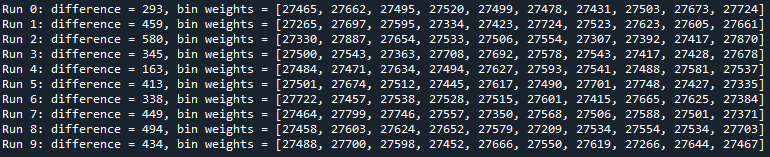 Run 0: difference = 293, bin weights = [27465, 27662, 27495, 27520, 27499, 27478, 27431, 27503, 27673, 27724]
Run 1: difference = 459, bin weights = [27265, 27697, 27595, 27334, 27423, 27724, 27523, 27623, 27605, 27661]
Run 2: difference = 580, bin weights = [27330, 27887, 27654, 27533, 27506, 27554, 27307, 27392, 27417, 27870]
Run 3: difference = 345, bin weights = [27500, 27543, 27363, 27708, 27692, 27578, 27543, 27417, 27428, 27678]
Run 4: difference = 163, bin weights = [27484, 27471, 27634, 27494, 27627, 27593, 27541, 27488, 27581, 27537]
Run 5: difference = 413, bin weights = [27501, 27674, 27512, 27445, 27617, 27490, 27701, 27748, 27427, 27335]
Run 6: difference = 338, bin weights = [27722, 27457, 27538, 27528, 27515, 27601, 27415, 27665, 27625, 27384]
Run 7: difference = 449, bin weights = [27464, 27799, 27746, 27557, 27350, 27568, 27506, 27588, 27501, 27371]
Run 8: difference = 494, bin weights = [27458, 27603, 27624, 27652, 27579, 27209, 27534, 27554, 27534, 27703]
Run 9: difference = 434, bin weights = [27488, 27700, 27598, 27452, 27666, 27550, 27619, 27266, 27644, 27467]